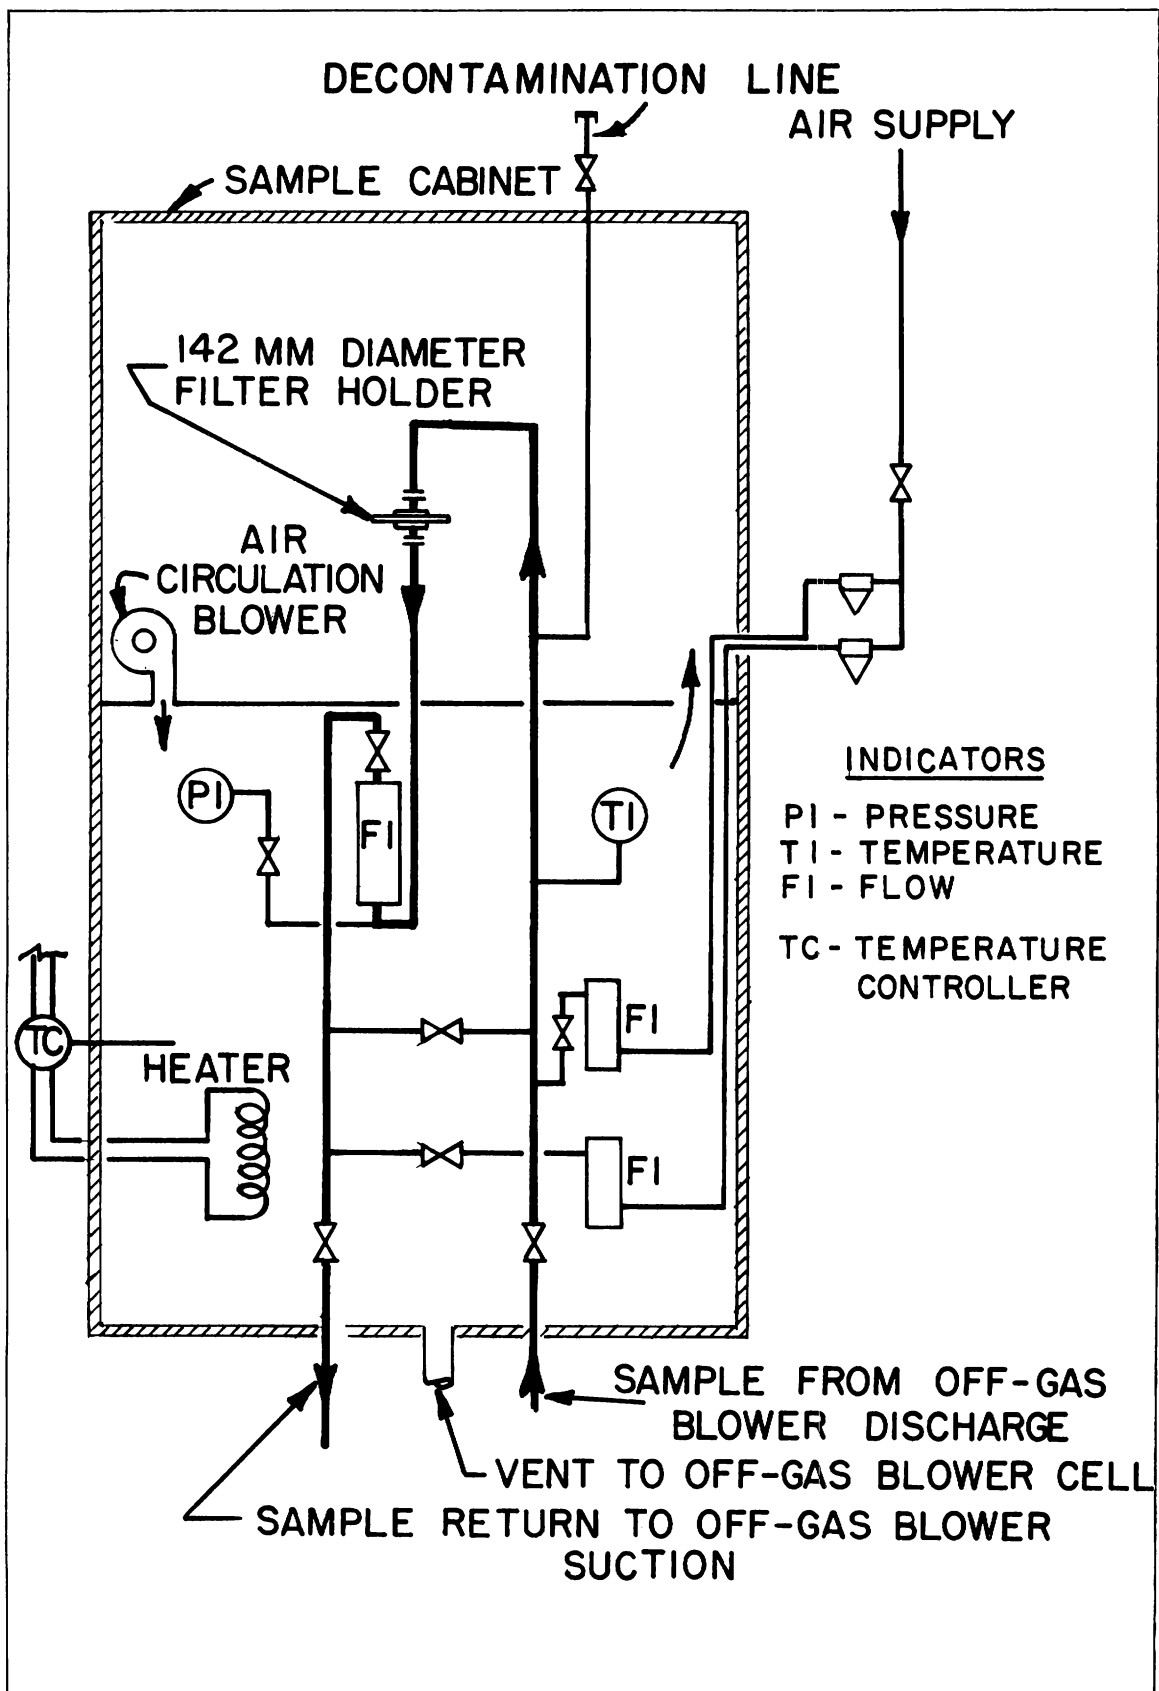 DECONTAMINATION LINE
AIR SUPPLY
SAMPLE CABINET
142 MM DIAMETER
FILTER HOLDER
AIR
CIRCULATION
BLOWER
PI
FI
TI
INDICATORS
PI - PRESSURE
TI - TEMPERATURE
FI - FLOW
TC - TEMPERATURE
CONTROLLER
FI
TC
HEATER
FI
SAMPLE FROM OFF-GAS
BLOWER DISCHARGE
VENT TO OFF-GAS BLOWER CELL
SAMPLE RETURN TO OFF-GAS BLOWER
SUCTION